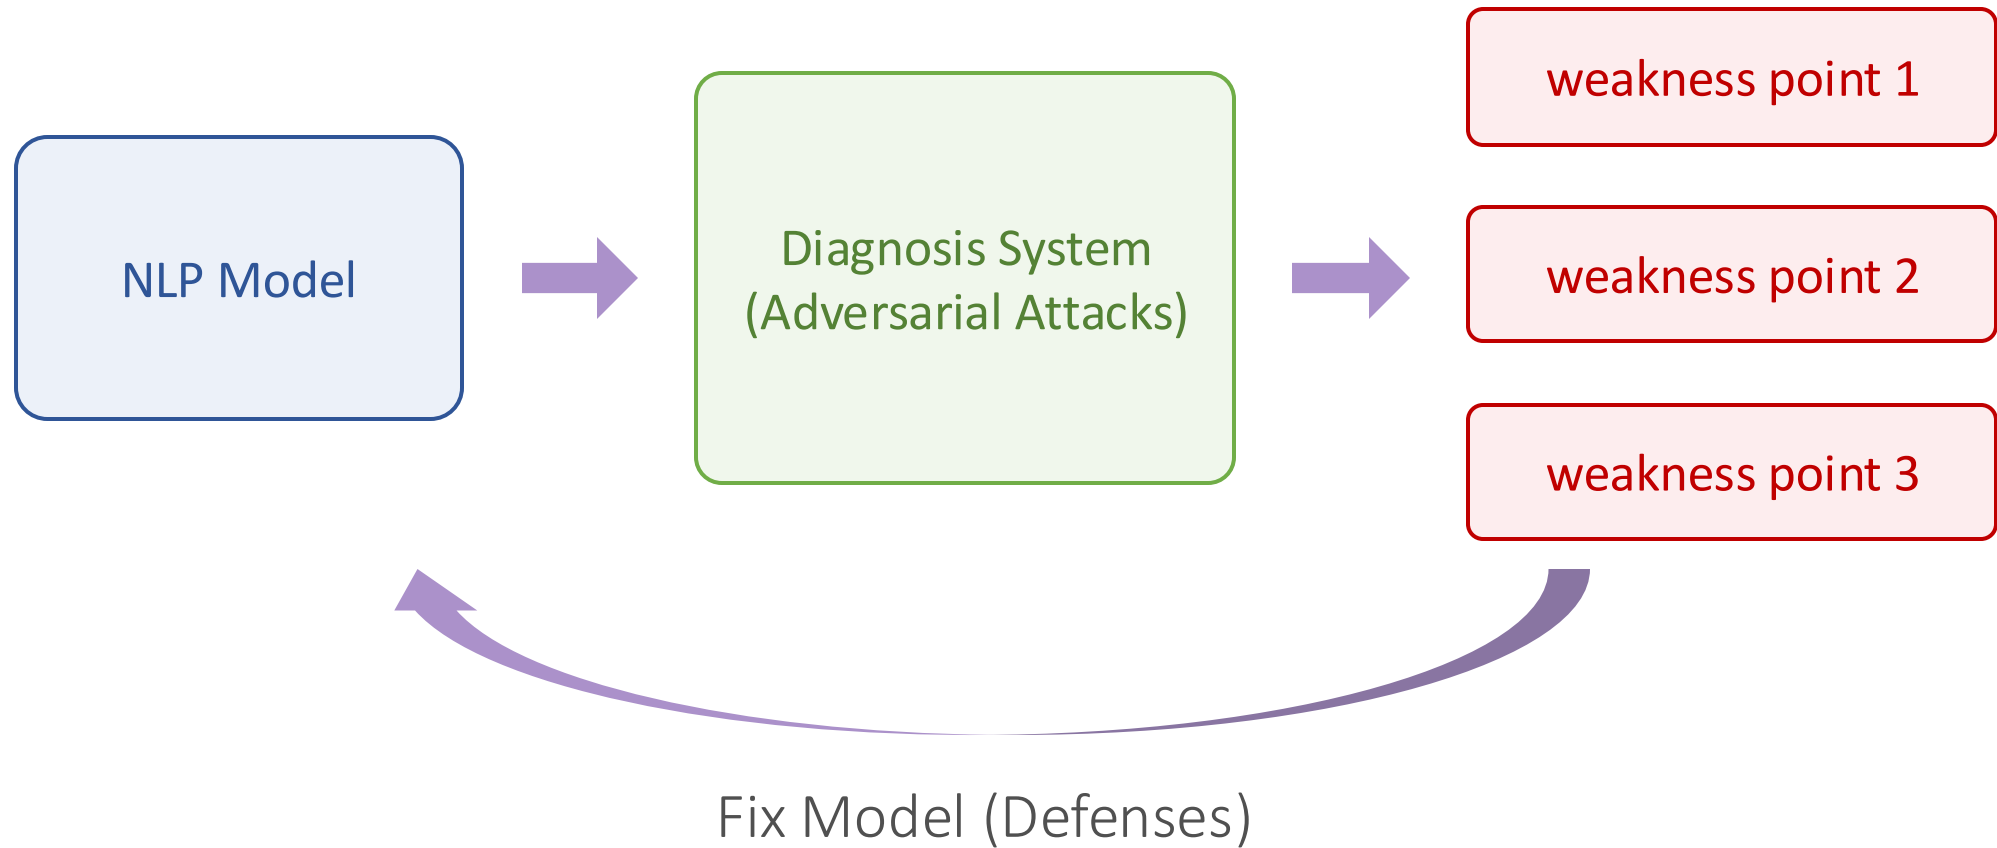 NLP Model
Diagnosis System
(Adversarial Attacks)
weakness point 1
weakness point 2
weakness point 3
Fix Model (Defenses)